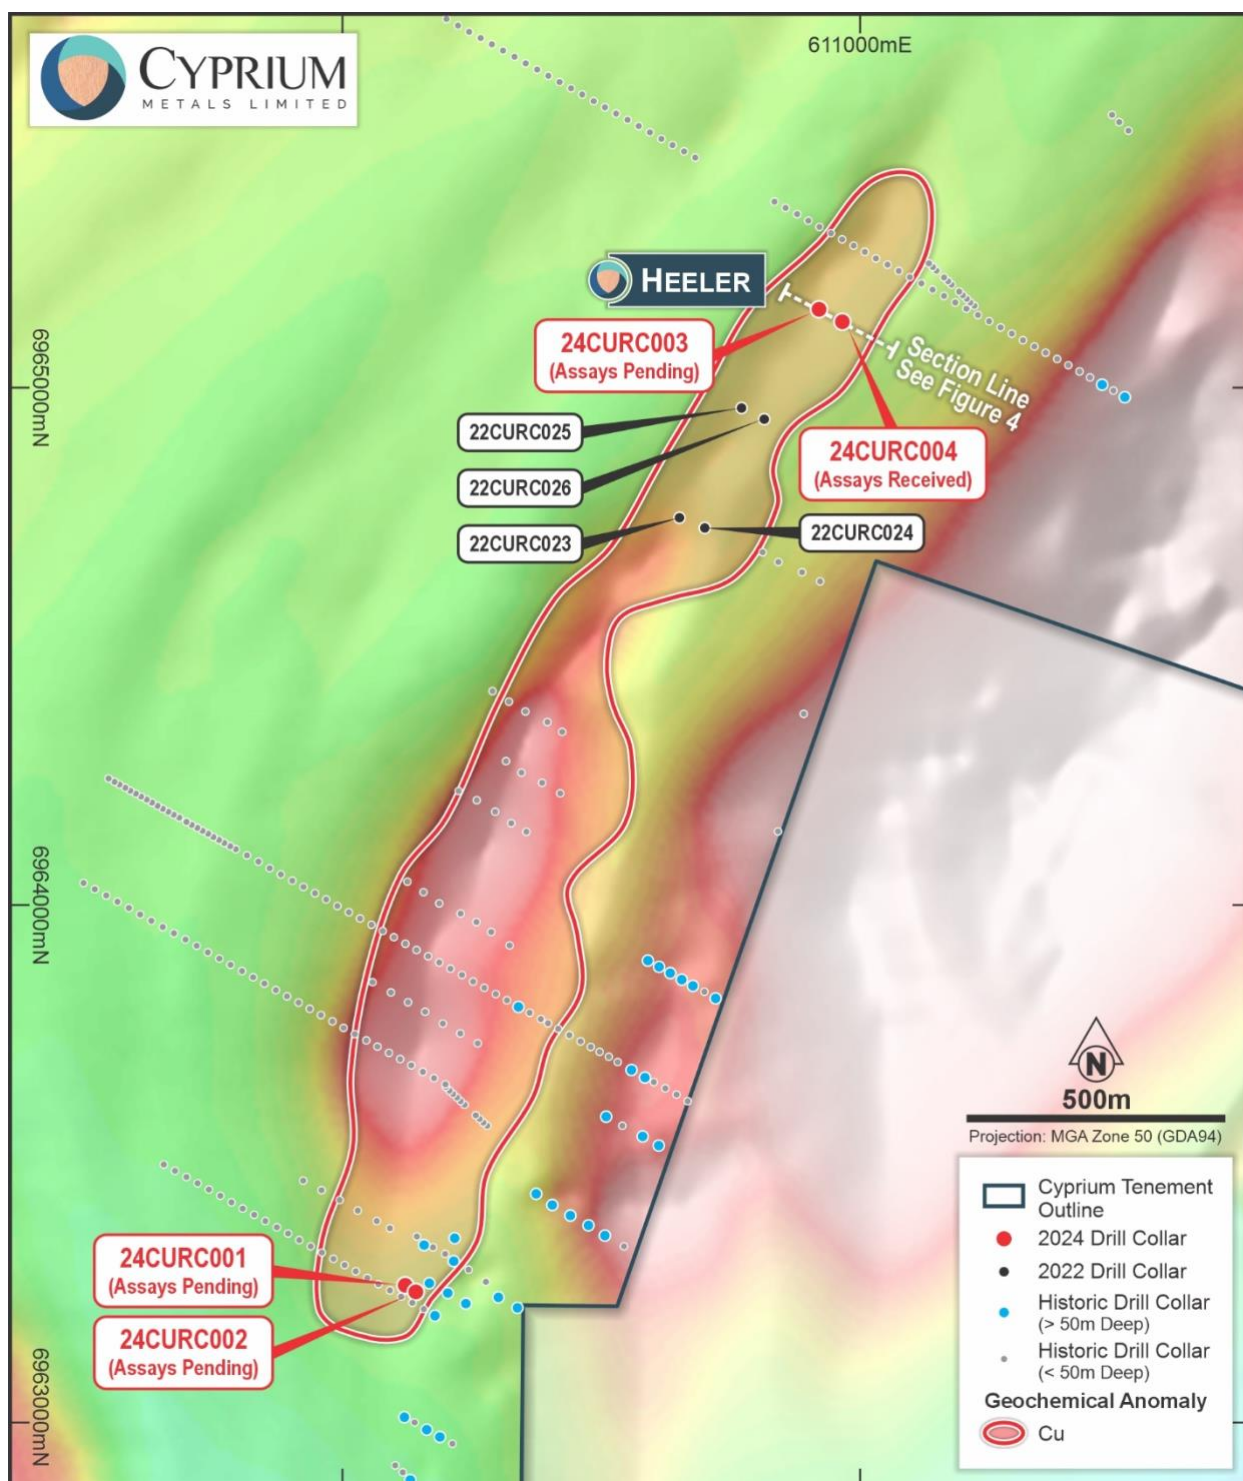 CYPRIUM
METALS LIMITED
611000mE
HEELER
24CURC003
(Assays Pending)
Section Line
See Figure 4
6965000mN
22CURC025
24CURC004
(Assays Received)
22CURC026
22CURC023
22CURC024
6964000mN
N
500m
Projection: MGA Zone 50 (GDA94)
Cyprium Tenement
Outline
2024 Drill Collar
2022 Drill Collar
Historic Drill Collar
(> 50m Deep)
Historic Drill Collar
(< 50m Deep)
Geochemical Anomaly
Cu
24CURC001
(Assays Pending)
24CURC002
(Assays Pending)
6963000mN